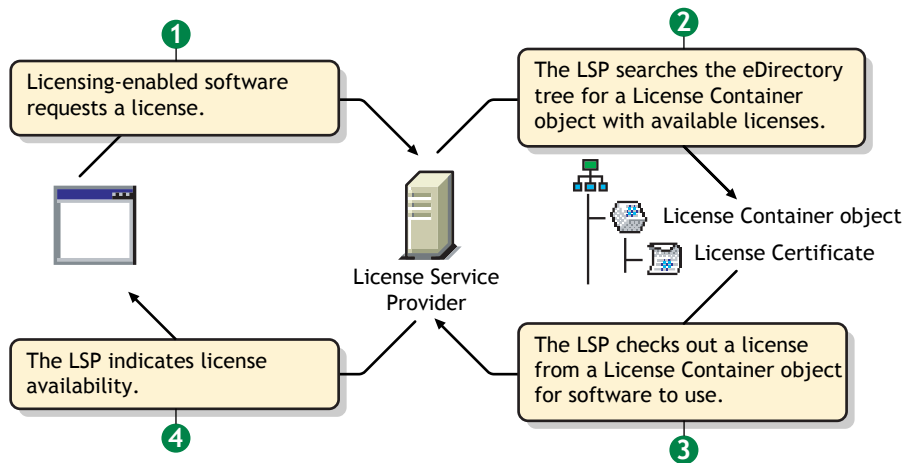 1
Licensing-enabled software
requests a license.
2
The LSP searches the eDirectory
tree for a License Container
object with available licenses.
License Container object
License Certificate
License Service
Provider
3
The LSP checks out a license
from a License Container object
for software to use.
The LSP indicates license
availability.
4